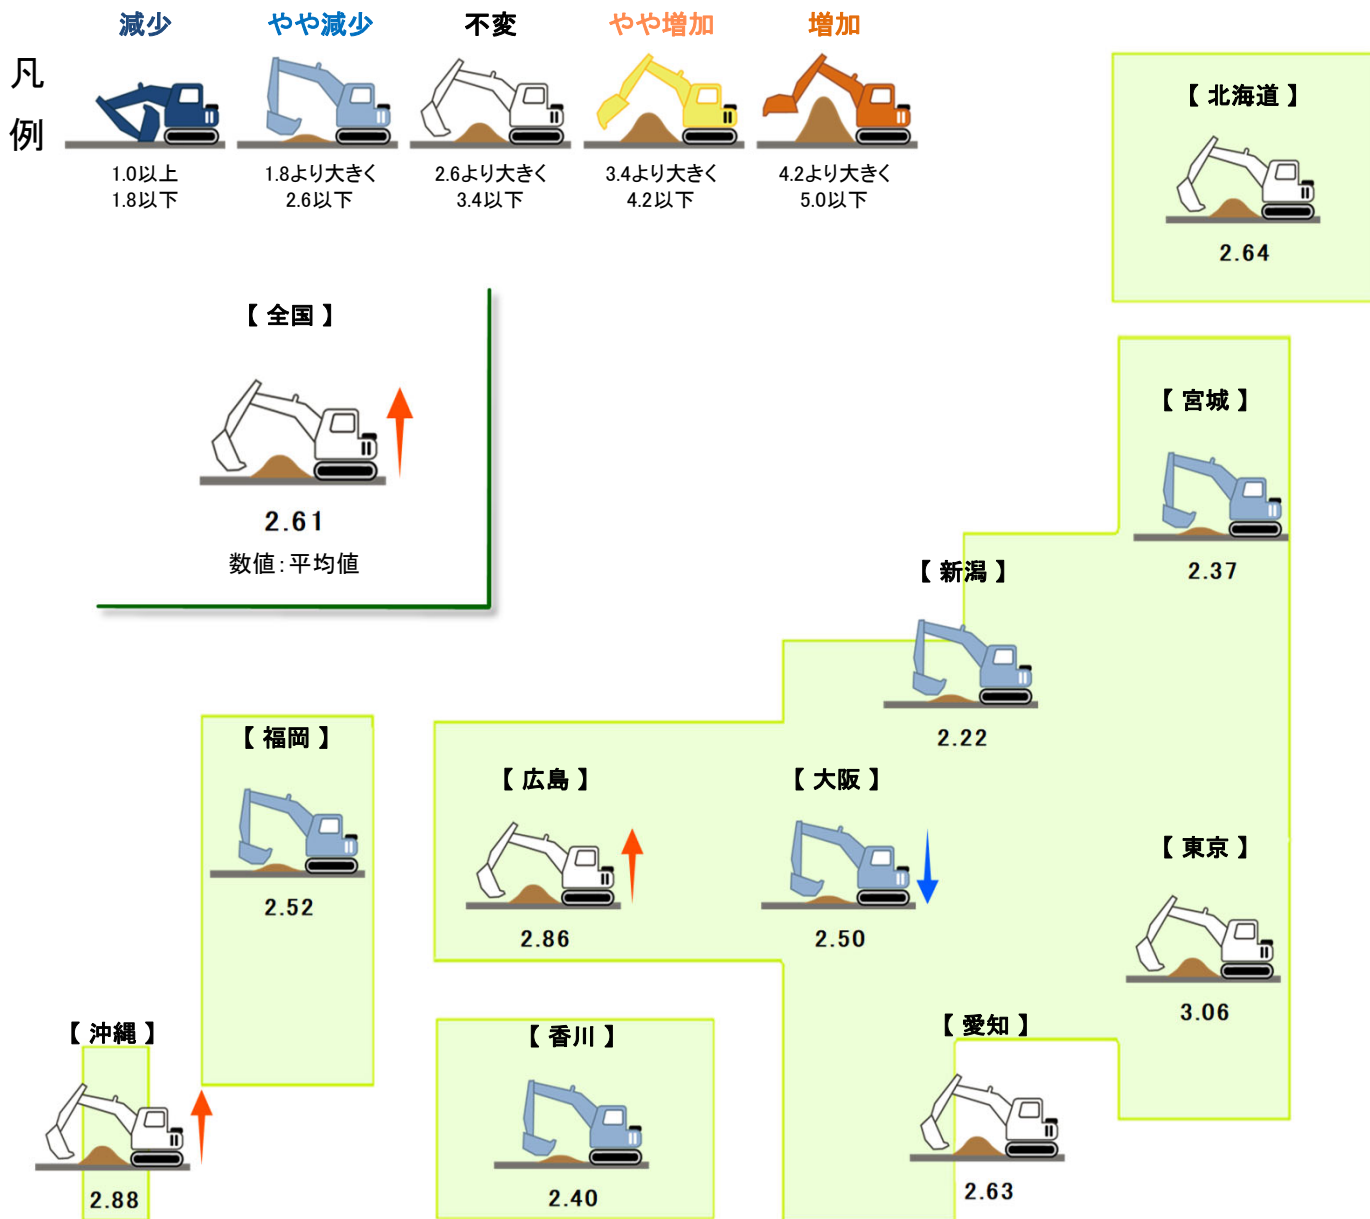 減少 やや減少 不変 やや増加 増加
凡例
1.0以上 1.8より大きく 2.6より大きく 3.4より大きく 4.2より大きく
1.8以下 2.6以下 3.4以下 4.2以下 5.0以下
【 北海道 】
2.64
【 全国 】
2.61
数値：平均値
【 宮城 】
2.37
【 新潟 】
2.22
【 福岡 】
2.52
【 広島 】
2.86
【 大阪 】
2.50
【 東京 】
3.06
【 沖縄 】
2.88
【 香川 】
2.40
【 愛知 】
2.63